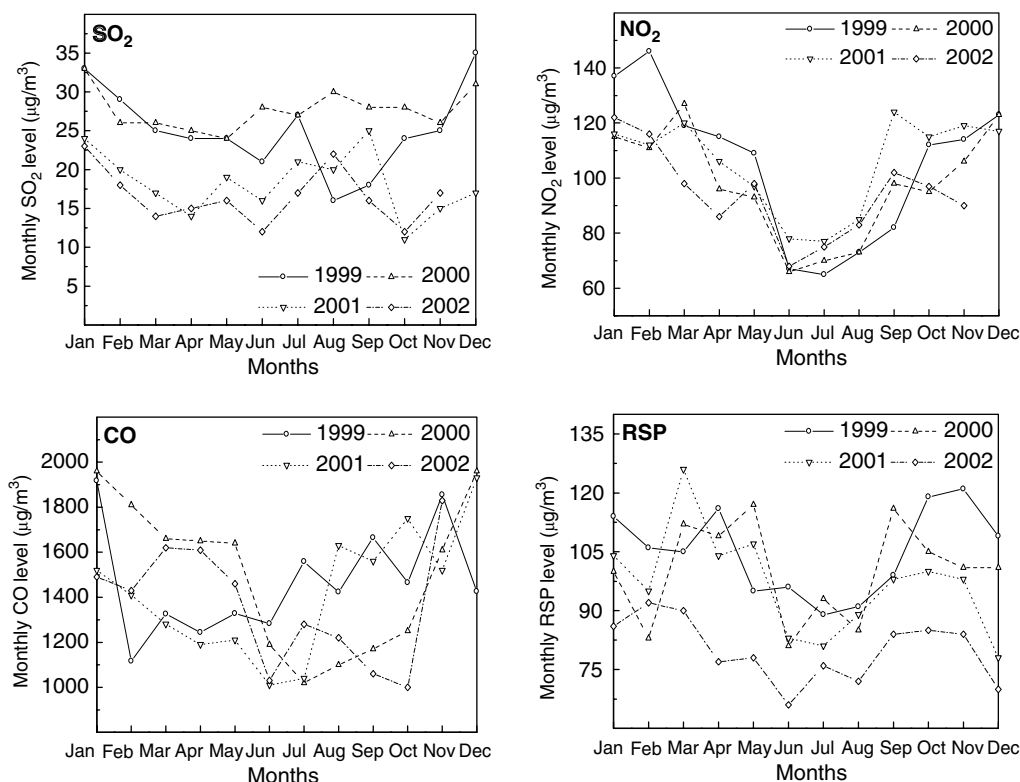 SO2
1999 2000
2001 2002
Monthly SO2 level (μg/m3)
35
30
25
20
15
10
5
Jan Feb Mar Apr May Jun Jul Aug Sep Oct Nov Dec
Months
NO2
1999 2000
2001 2002
Monthly NO2 level (μg/m3)
140
120
100
80
60
Jan Feb Mar Apr May Jun Jul Aug Sep Oct Nov Dec
Months
CO
1999 2000
2001 2002
Monthly CO level (μg/m3)
2000
1800
1600
1400
1200
1000
Jan Feb Mar Apr May Jun Jul Aug Sep Oct Nov Dec
Months
RSP
1999 2000
2001 2002
Monthly RSP level (μg/m3)
135
120
105
90
75
Jan Feb Mar Apr May Jun Jul Aug Sep Oct Nov Dec
Months